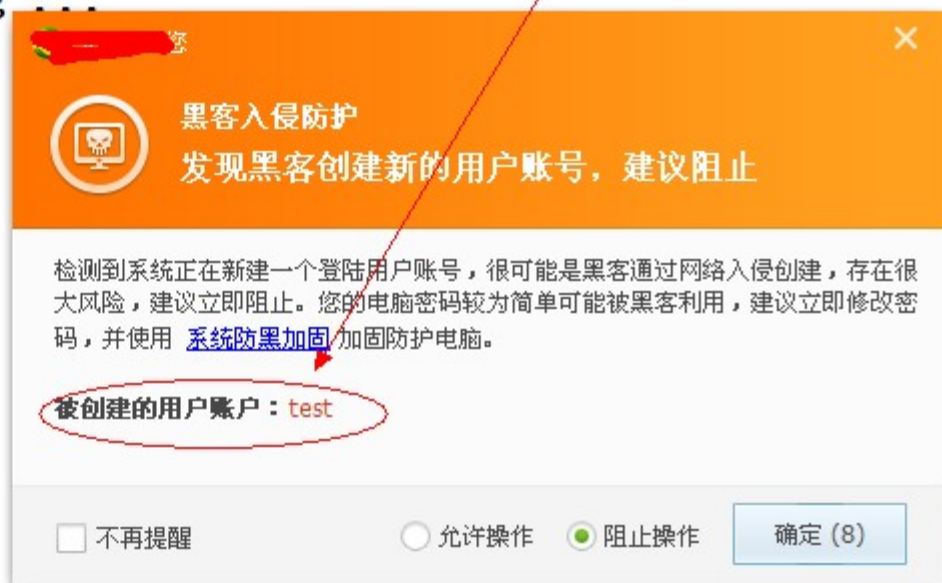 您
黑客入侵防护
发现黑客创建新的用户账号，建议阻止
检测到系统正在新建一个登陆用户账号，很可能是黑客通过网络入侵创建，存在很
大风险，建议立即阻止。您的电脑密码较为简单可能被黑客利用，建议立即修改密
码，并使用 系统防黑加固 加固防护电脑。
被创建的用户账户：test
不再提醒
允许操作
阻止操作
确定 (8)